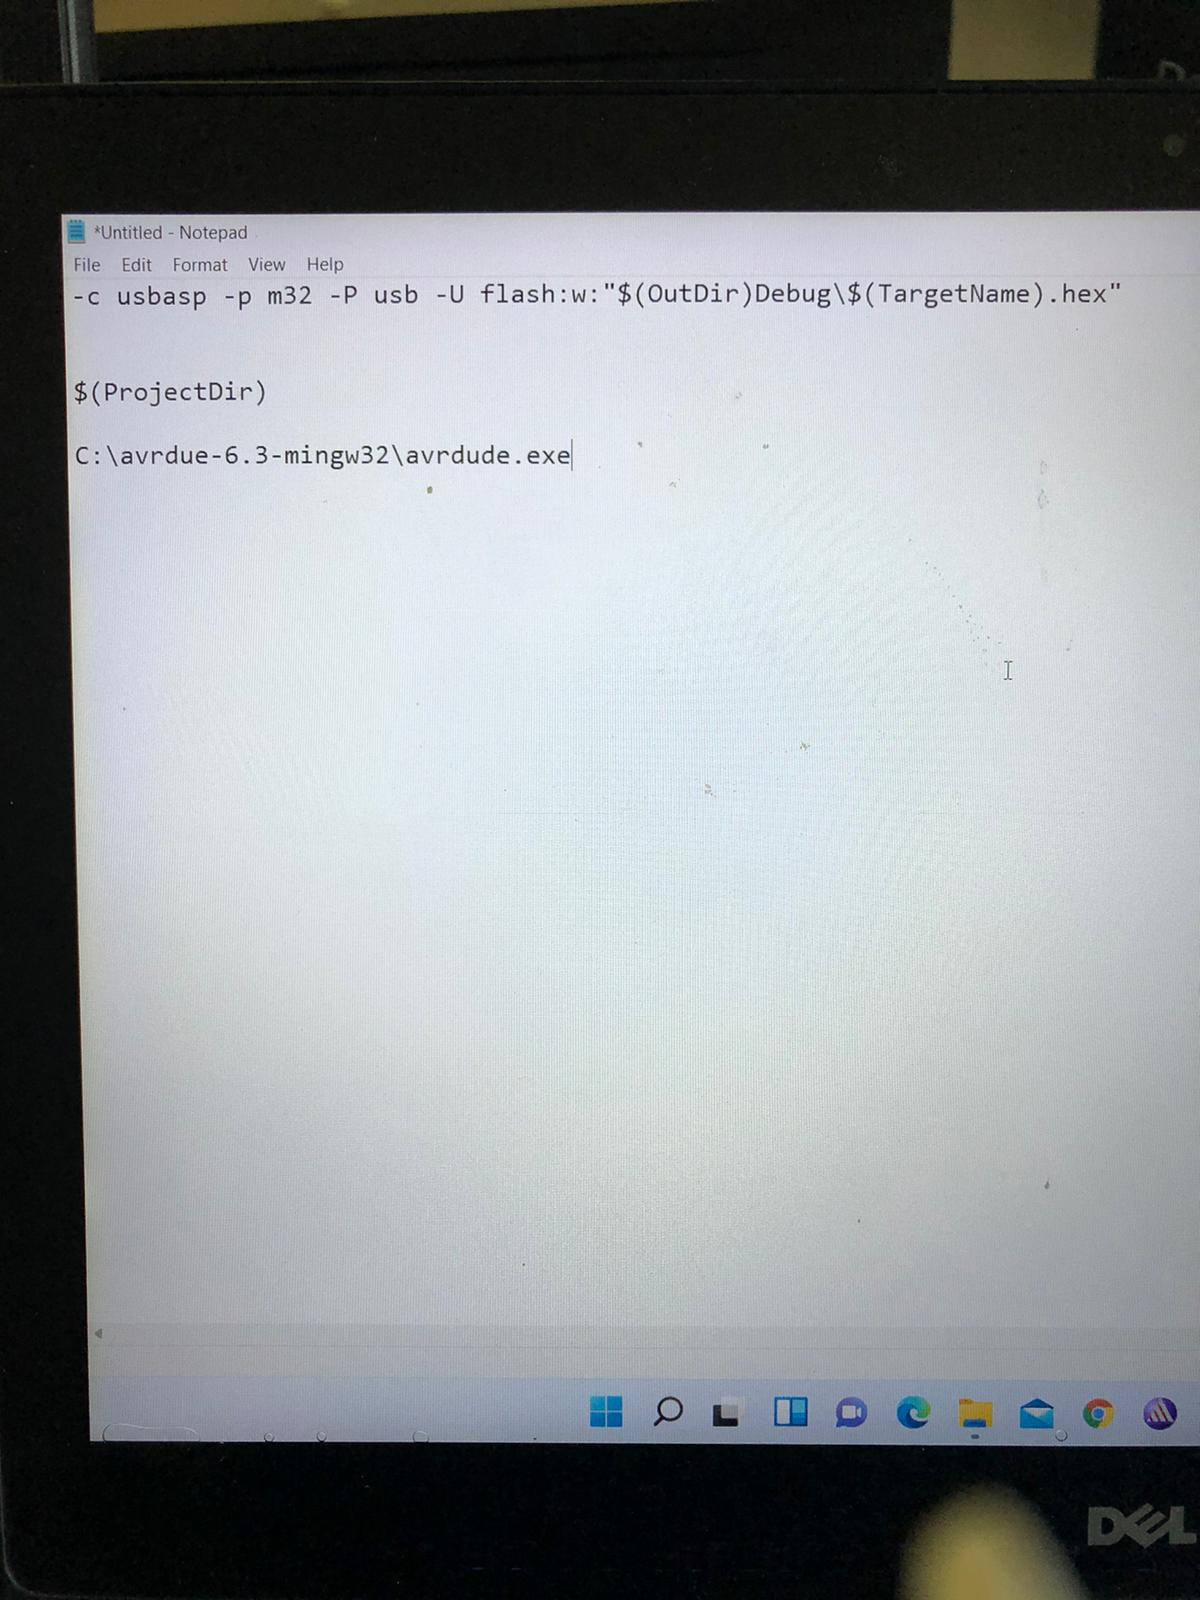 *Untitled - Notepad
File Edit Format View Help
-c usbasp -p m32 -P usb -U flash:w:"$(OutDir)Debug\$(TargetName).hex"
$(ProjectDir)
C:\avrdue-6.3-mingw32\avrdude.exe
DELL